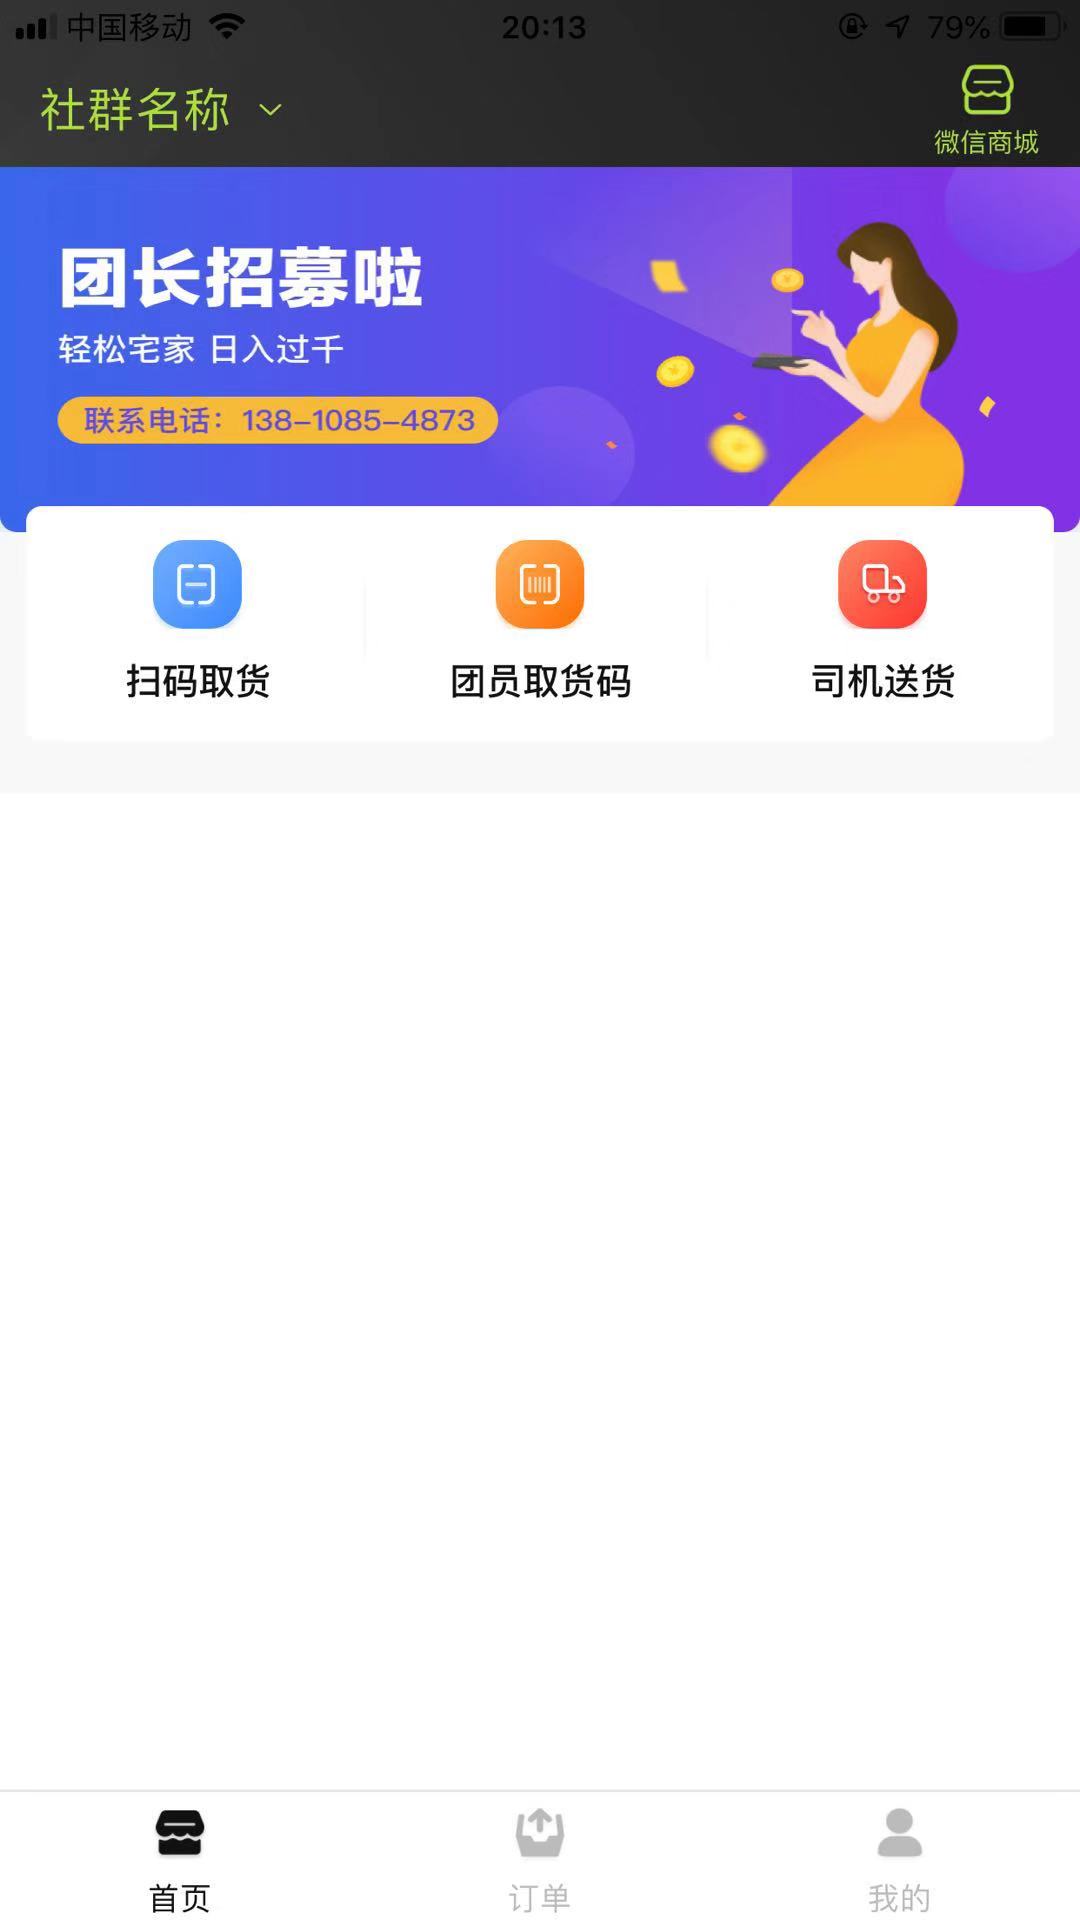 中国移动 20:13 79%
社群名称
微信商城
团长招募啦
轻松宅家 日入过千
联系电话：138-1085-4873
扫码取货 团员取货码 司机送货
首页 订单 我的